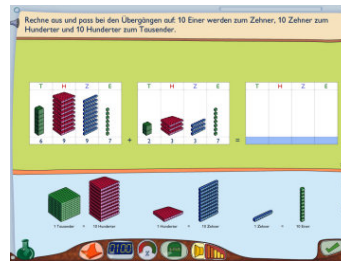 Rechne aus und pass bei den Übergängen auf: 10 Einer werden zum Zehner, 10 Zehner zum
Hunderter und 10 Hunderter zum Tausender.
T H Z E T H Z E T H Z E
6 9 9 7 + 2 3 3 7 =
1 Tausender = 10 Hunderter 1 Hunderter = 10 Zehner 1 Zehner = 10 Einer
0100